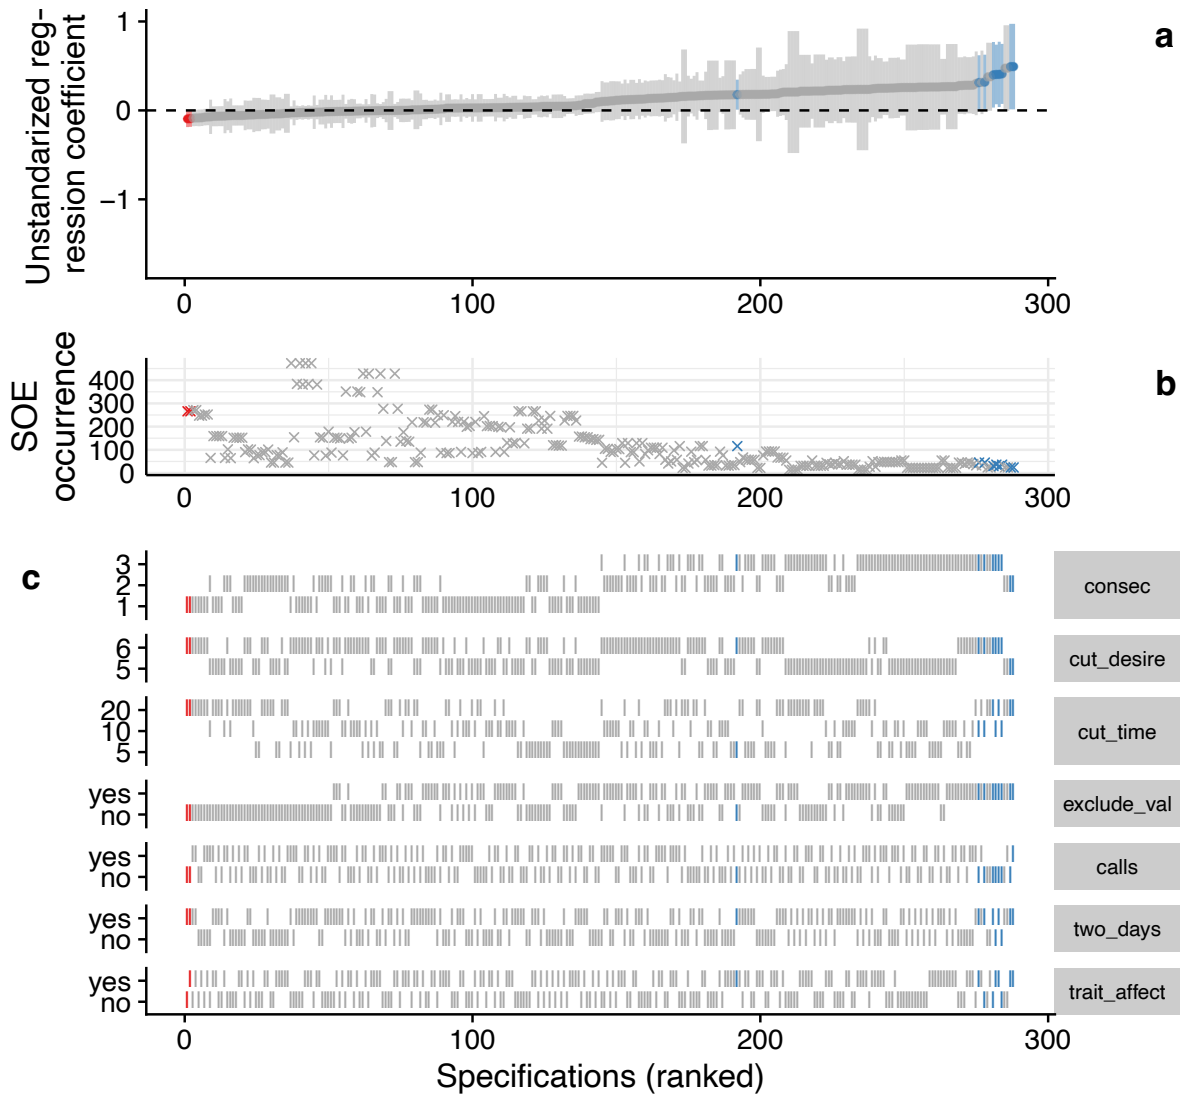 Unstandarized reg-
ression coefficient
1
0
−1
0
100
200
300
a
SOE
occurrence
400
300
200
100
0
0
100
200
300
b
c
3
2
1
consec
6
5
cut_desire
20
10
5
cut_time
yes
no
exclude_val
yes
no
calls
yes
no
two_days
yes
no
trait_affect
0
100
200
300
Specifications (ranked)